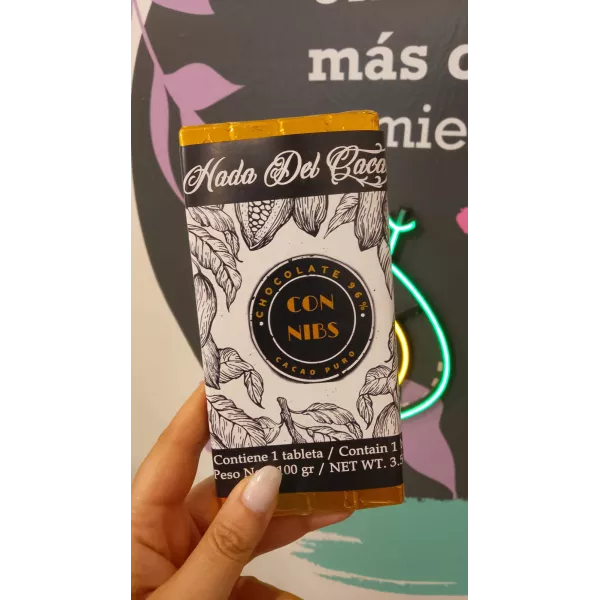 más
mie
Hada Del Caca
CHOCOLATE 96%
CON
NIBS
CACAO PURO
Contiene 1 tableta / Contain 1
Peso 100 gr / NET WT. 3.